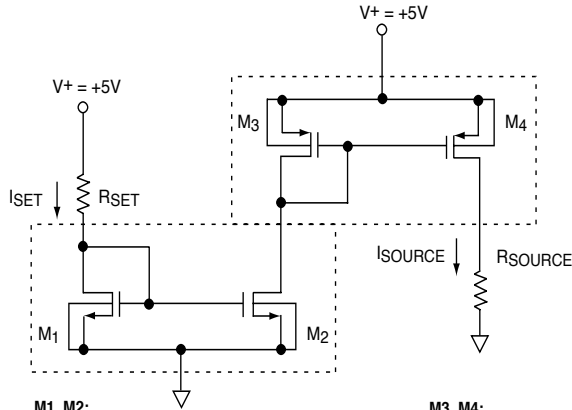 V+ = +5V
V+ = +5V
M3
M4
ISET
RSET
ISOURCE
RSOURCE
M1
M2
M1, M2:
M3, M4: